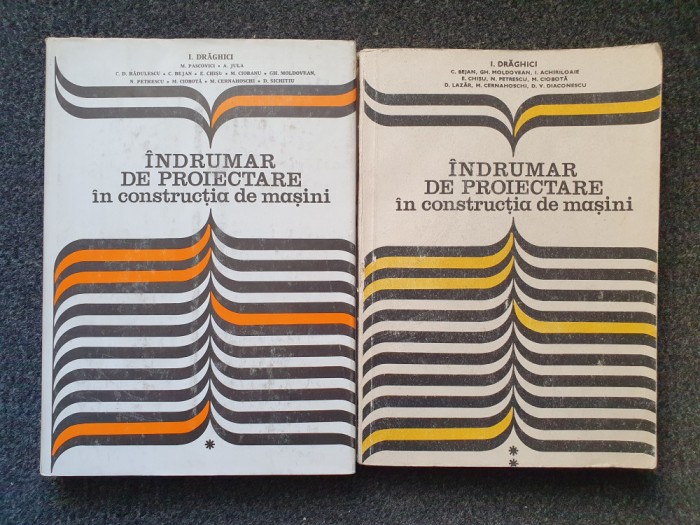 I. DRĂGHICI
M. PASCOVICI • A. JULA
C. D. RĂDULESCU • C. BEJAN • E. CHIȘU • M. CIOBANU • GH. MOLDOVEAN,
N. PETRESCU • M. CIOBOTĂ • M. CERNAHOSCHI • D. SICHITIU
ÎNDRUMAR
DE PROIECTARE
în construcția de mașini
*
I. DRĂGHICI
C. BEJAN, GH. MOLDOVEAN, I. ACHIRILOAIE
E. CHIȘU, N. PETRESCU, M. CIOBOTĂ
D. LAZĂR, M. CERNAHOSCHI, D. V. DIACONESCU
ÎNDRUMAR
DE PROIECTARE
în construcția de mașini
*
*